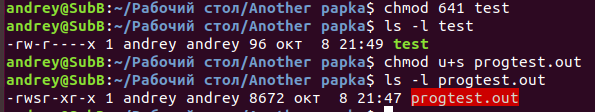 andrey@SubB:~/Рабочий стол/Another papka$ chmod 641 test
andrey@SubB:~/Рабочий стол/Another papka$ ls -l test
-rw-r----x 1 andrey andrey 96 окт  8 21:49 test
andrey@SubB:~/Рабочий стол/Another papka$ chmod u+s progtest.out
andrey@SubB:~/Рабочий стол/Another papka$ ls -l progtest.out
-rwsr-xr-x 1 andrey andrey 8672 окт  8 21:47 progtest.out